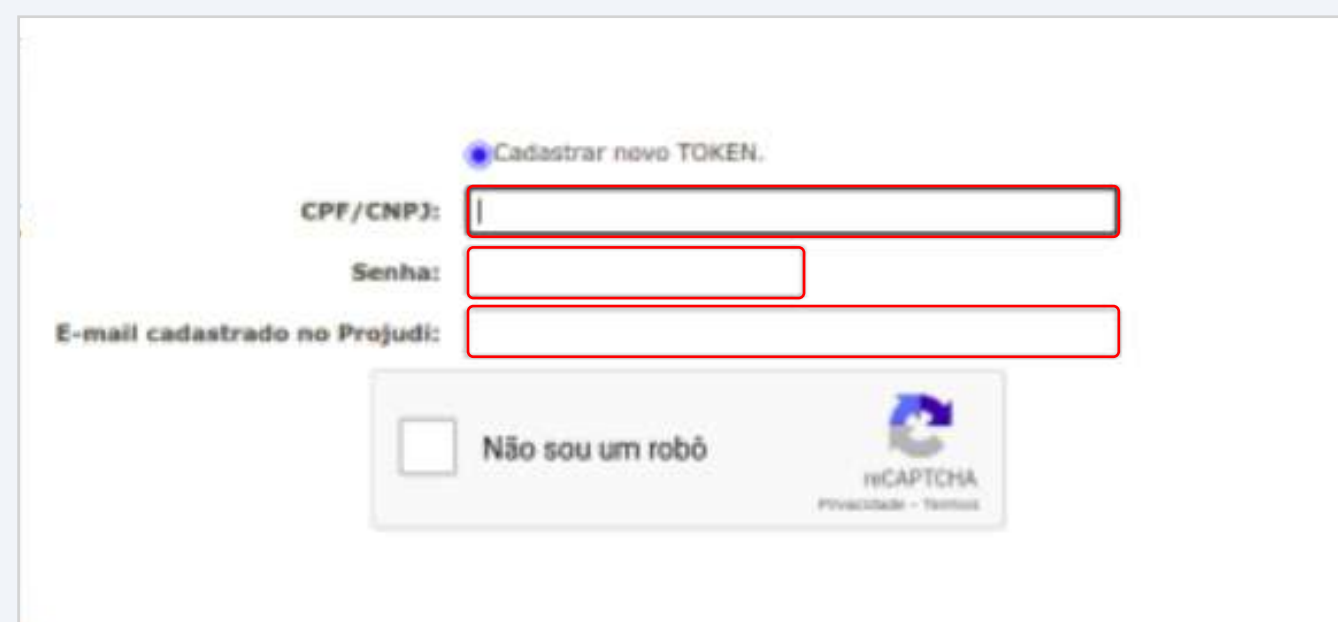 Cadastrar novo TOKEN.
CPF/CNPJ:
Senha:
E-mail cadastrado no Projudi:
Não sou um robô
reCAPTCHA
Privacidade - Termos